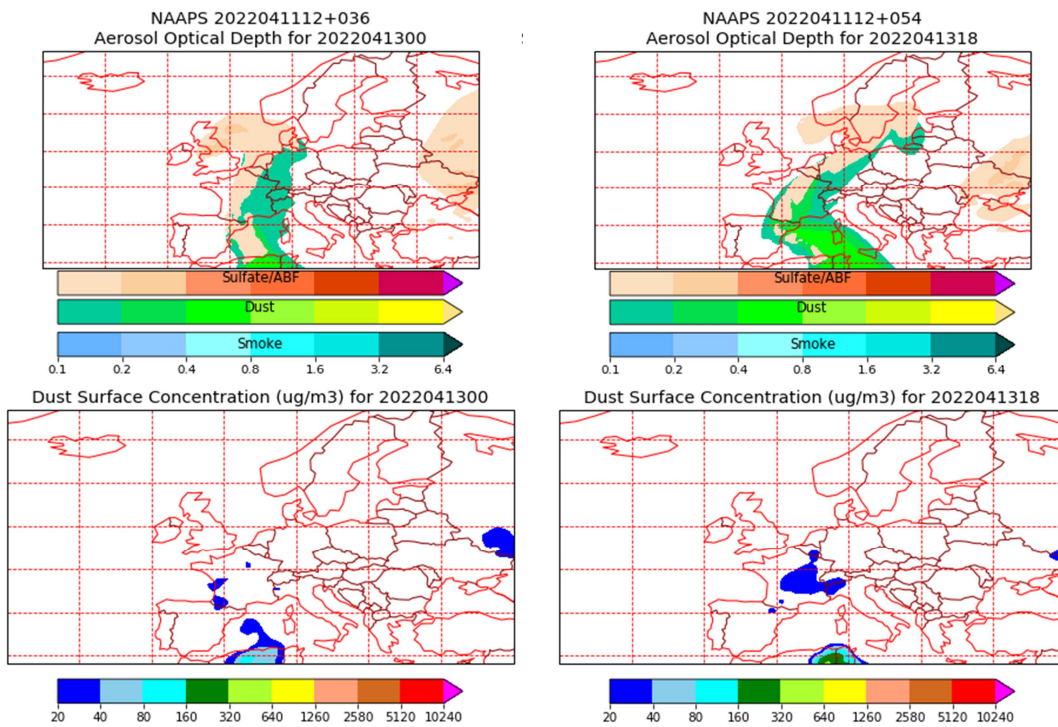 NAAPS 2022041112+036
Aerosol Optical Depth for 2022041300
Sulfate/ABF
Dust
Smoke
0.1 0.2 0.4 0.8 1.6 3.2 6.4
NAAPS 2022041112+054
Aerosol Optical Depth for 2022041318
Sulfate/ABF
Dust
Smoke
0.1 0.2 0.4 0.8 1.6 3.2 6.4
Dust Surface Concentration (ug/m3) for 2022041300
20 40 80 160 320 640 1260 2580 5120 10240
Dust Surface Concentration (ug/m3) for 2022041318
20 40 80 160 320 640 1260 2580 5120 10240